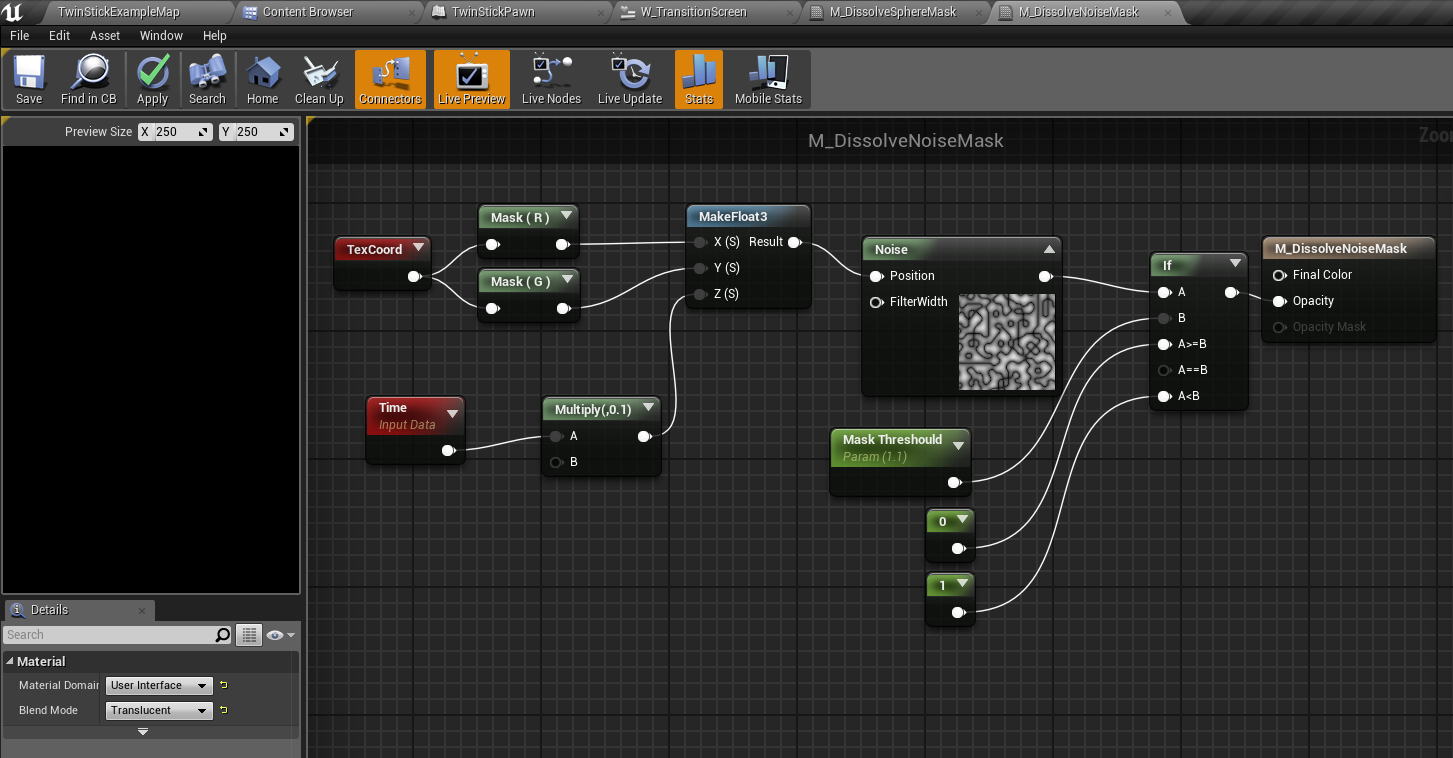 TwinStickExampleMap
Content Browser
TwinStickPawn
W_TransitionScreen
M_DissolveSphereMask
M_DissolveNoiseMask
File Edit Asset Window Help
Save Find in CB Apply Search Home Clean Up Connectors Live Preview Live Nodes Live Update Stats Mobile Stats
Preview Size X 250 Y 250
M_DissolveNoiseMask
Zoo
TexCoord
Mask ( R )
Mask ( G )
MakeFloat3
X (S) Result
Y (S)
Z (S)
Noise
Position
FilterWidth
If
A
B
A>=B
A==B
A<B
M_DissolveNoiseMask
Final Color
Opacity
Opacity Mask
Time
Input Data
Multiply(,0.1)
A
B
Mask Threshould
Param (1.1)
0
1
Details
Search
Material
Material Domair
User Interface
Blend Mode
Translucent